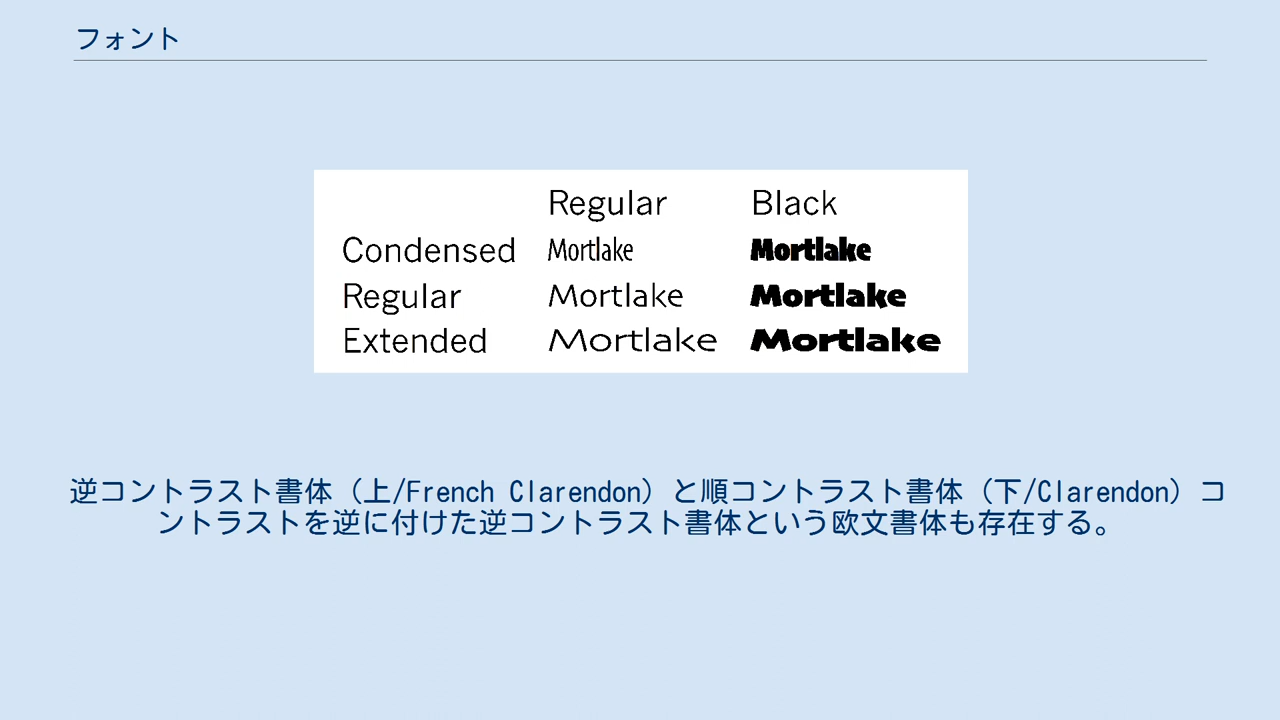 フォント
Regular Black
Condensed Mortlake Mortlake
Regular Mortlake Mortlake
Extended Mortlake Mortlake
逆コントラスト書体（上/French Clarendon）と順コントラスト書体（下/Clarendon）コ
ントラストを逆に付けた逆コントラスト書体という欧文書体も存在する。